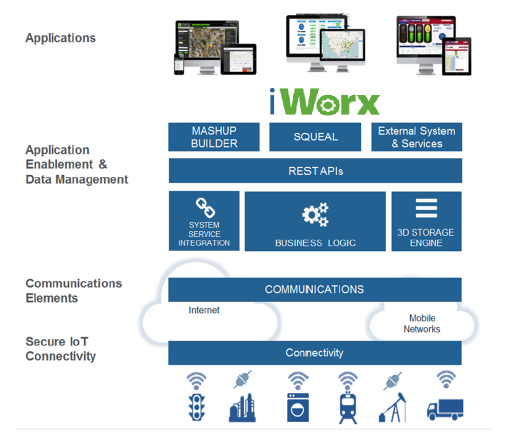 Applications
iWorx
Application
Enablement &
Data Management
MASHUP
BUILDER
SQUEAL
External System
& Services
REST APIs
SYSTEM
SERVICE
INTEGRATION
BUSINESS LOGIC
3D STORAGE
ENGINE
Communications
Elements
COMMUNICATIONS
Internet
Mobile
Networks
Secure IoT
Connectivity
Connectivity